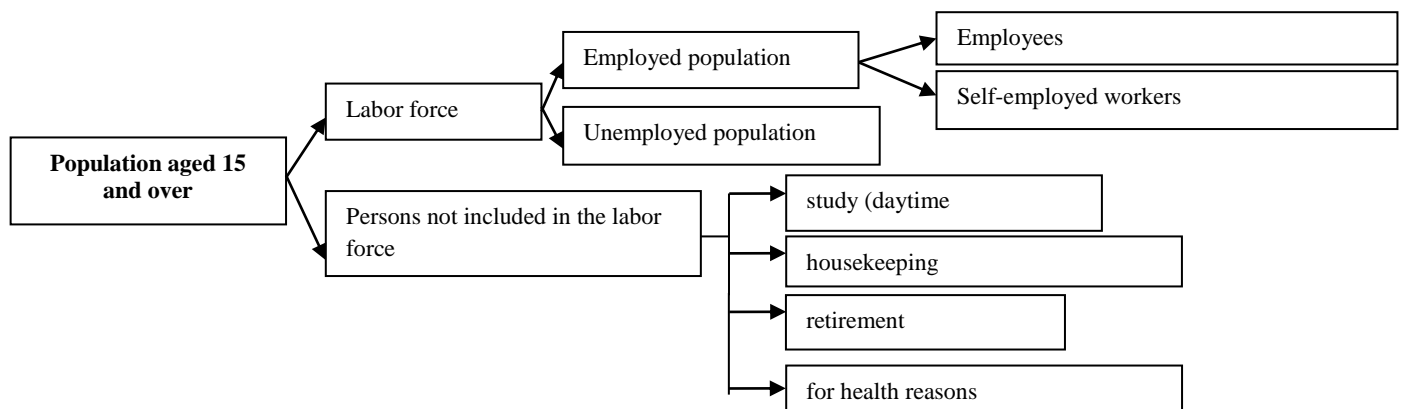 Employees
Employed population
Self-employed workers
Labor force
Unemployed population
Population aged 15
and over
Persons not included in the labor
force
study (daytime
housekeeping
retirement
for health reasons